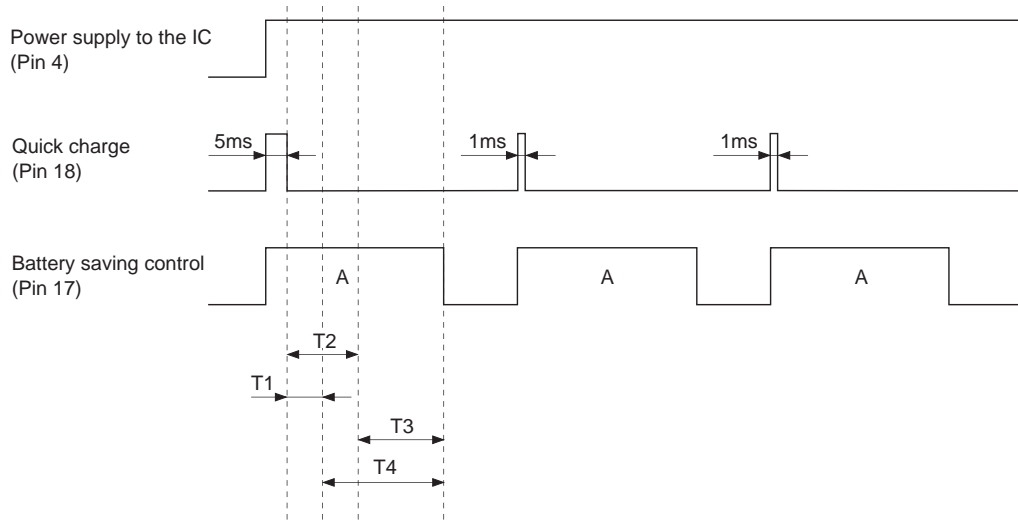 Power supply to the IC
(Pin 4)
Quick charge
(Pin 18)
5ms
1ms
1ms
Battery saving control
(Pin 17)
A
A
A
T2
T1
T3
T4